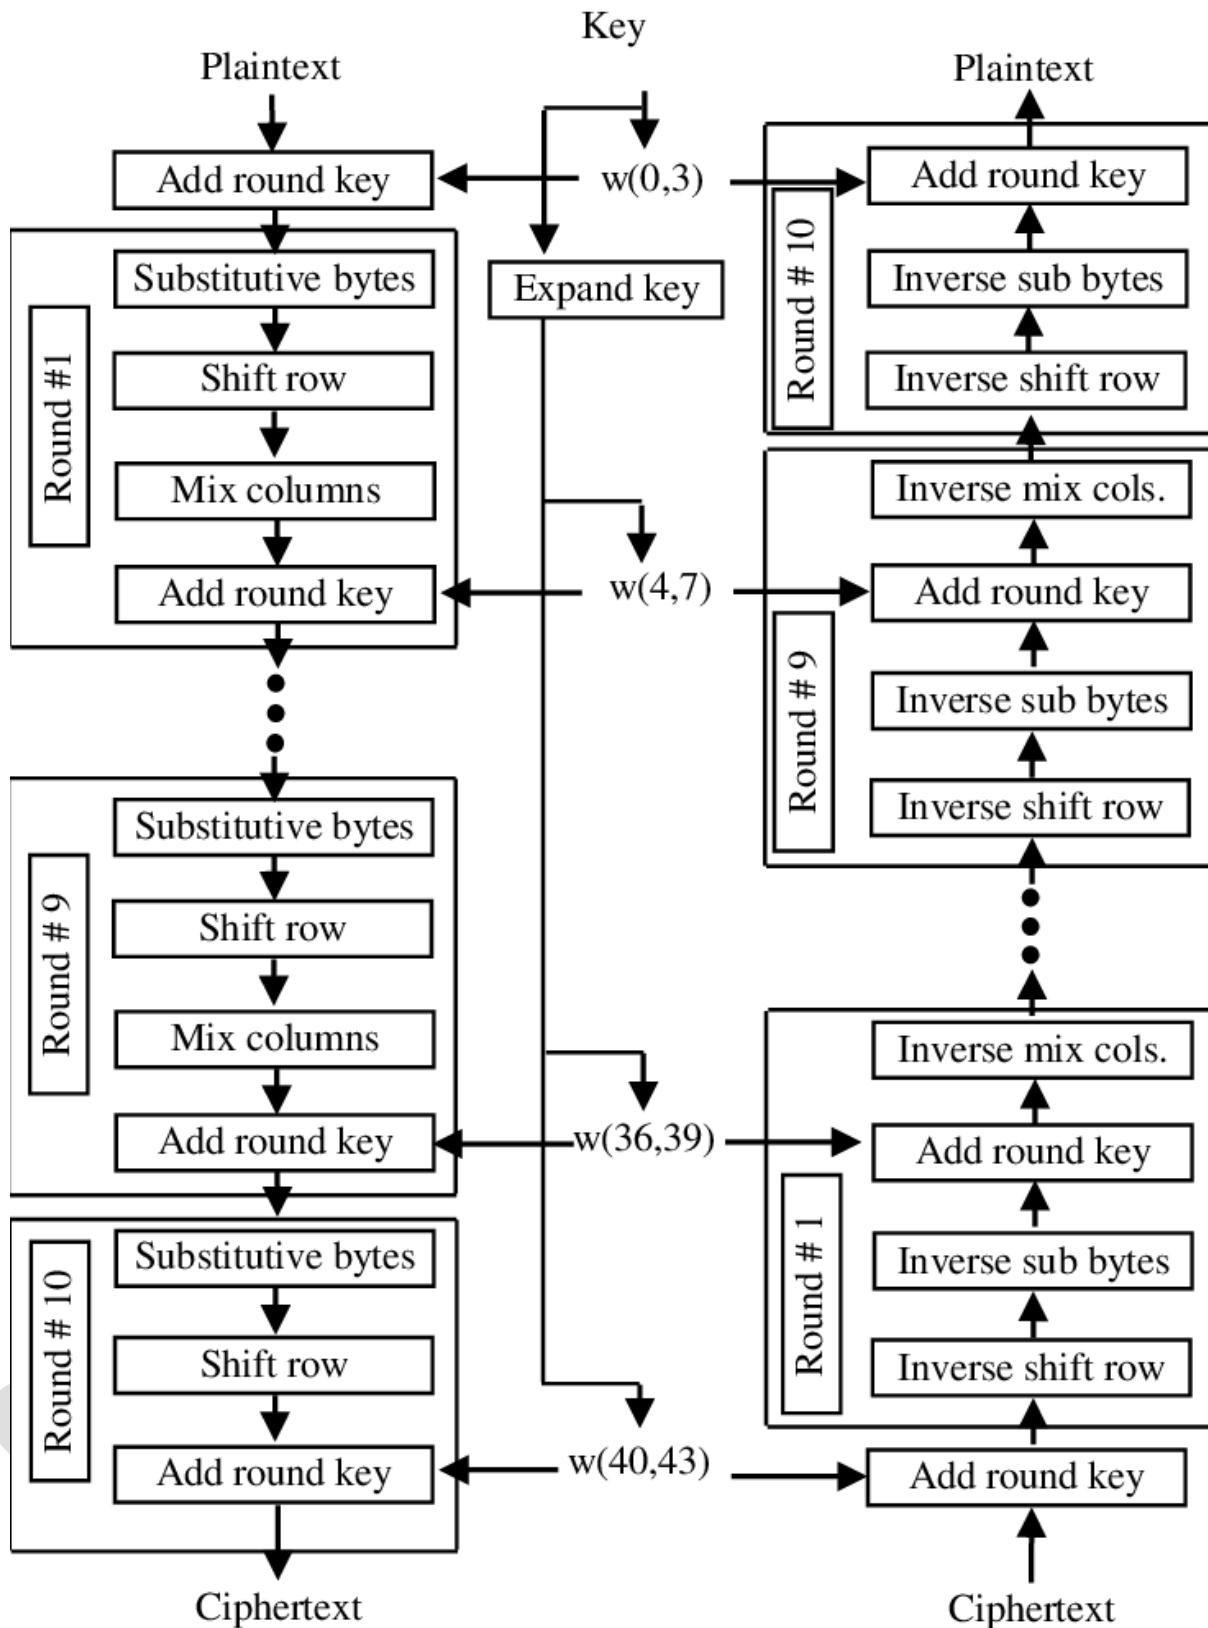 Key
Plaintext
Add round key
Round #1
Substitutive bytes
Shift row
Mix columns
Add round key
Round # 9
Substitutive bytes
Shift row
Mix columns
Add round key
Round # 10
Substitutive bytes
Shift row
Add round key
Ciphertext
w(0,3)
Expand key
w(4,7)
w(36,39)
w(40,43)
Plaintext
Add round key
Round # 10
Inverse sub bytes
Inverse shift row
Inverse mix cols.
Add round key
Round # 9
Inverse sub bytes
Inverse shift row
Inverse mix cols.
Add round key
Round # 1
Inverse sub bytes
Inverse shift row
Add round key
Ciphertext